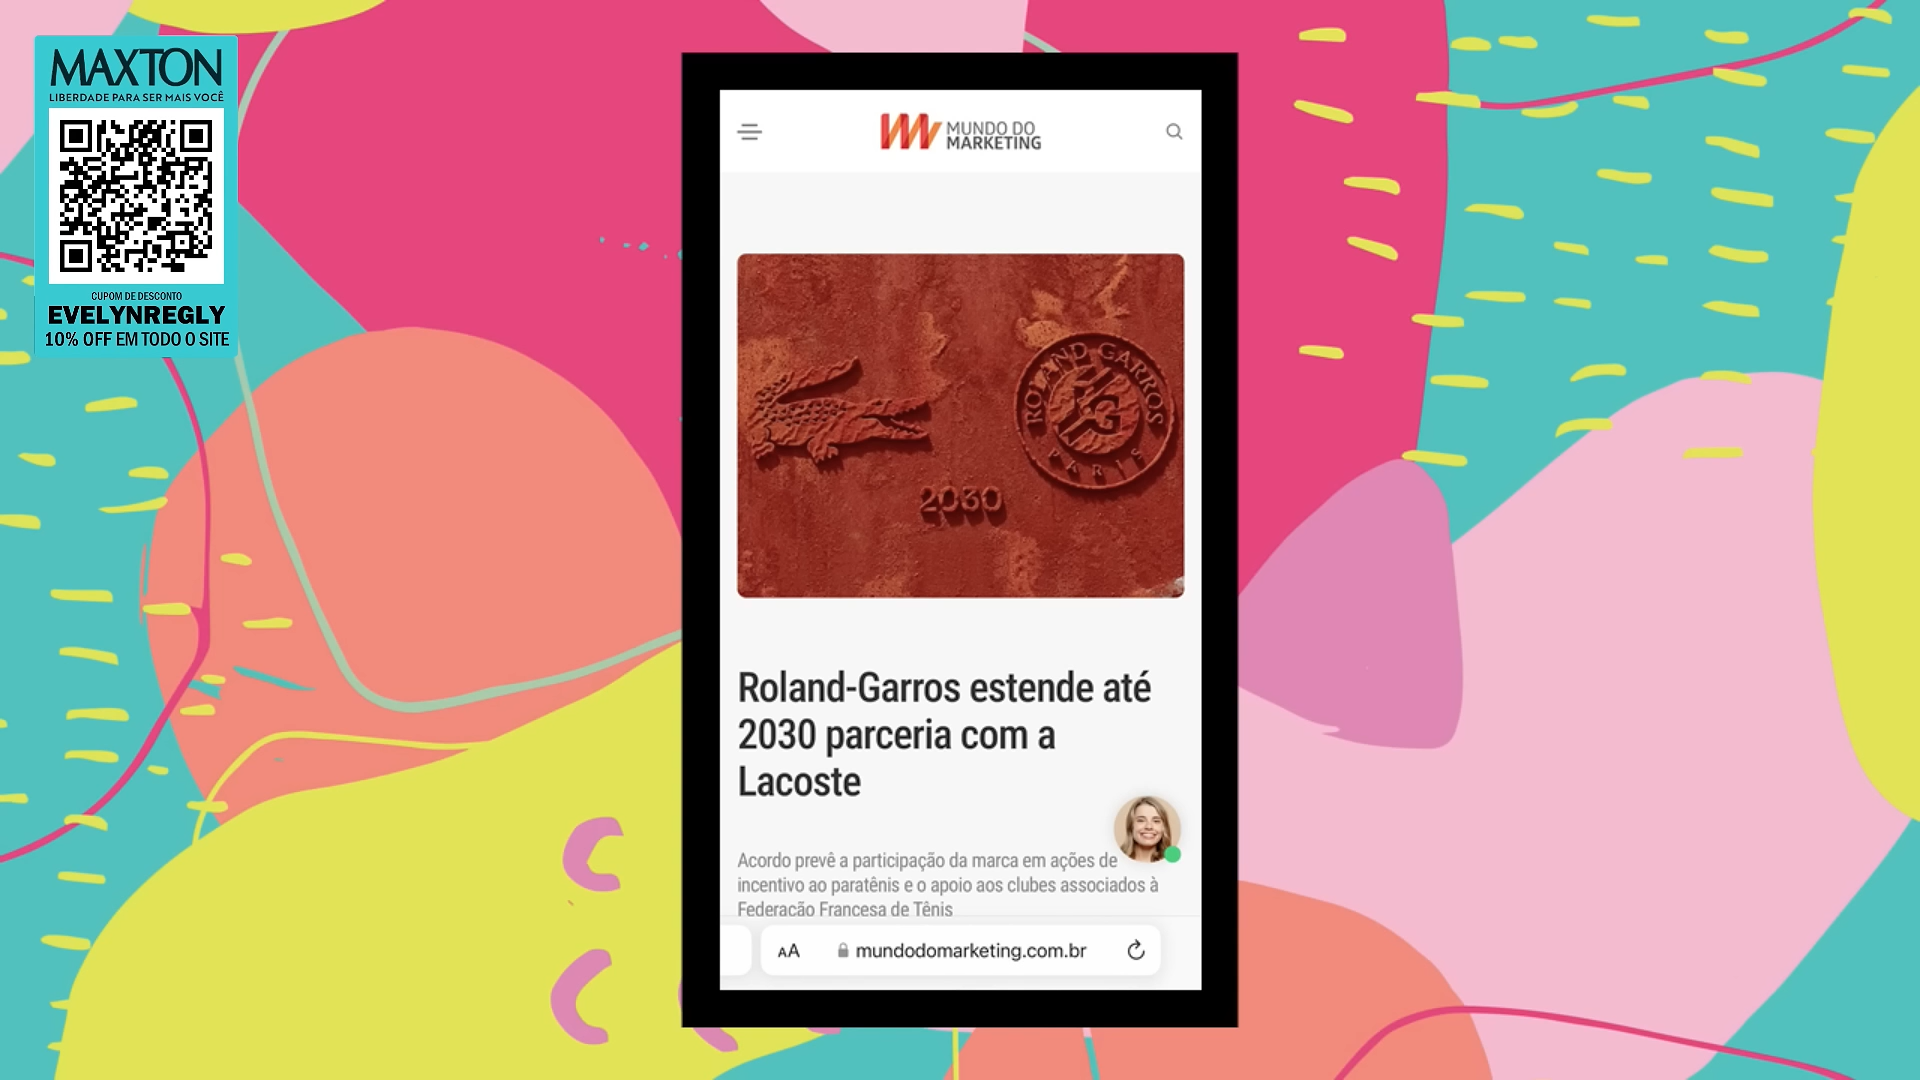 MAXTON
LIBERDADE PARA SER MAIS VOCÊ
CUPOM DE DESCONTO
EVELYNREGLY
10% OFF EM TODO O SITE
MUNDO DO
MARKETING
ROLAND GARROS
PARIS
2030
Roland-Garros estende até
2030 parceria com a
Lacoste
Acordo prevê a participação da marca em ações de
incentivo ao paratênis e o apoio aos clubes associados à
Federação Francesa de Tênis
AA
mundodomarketing.com.br